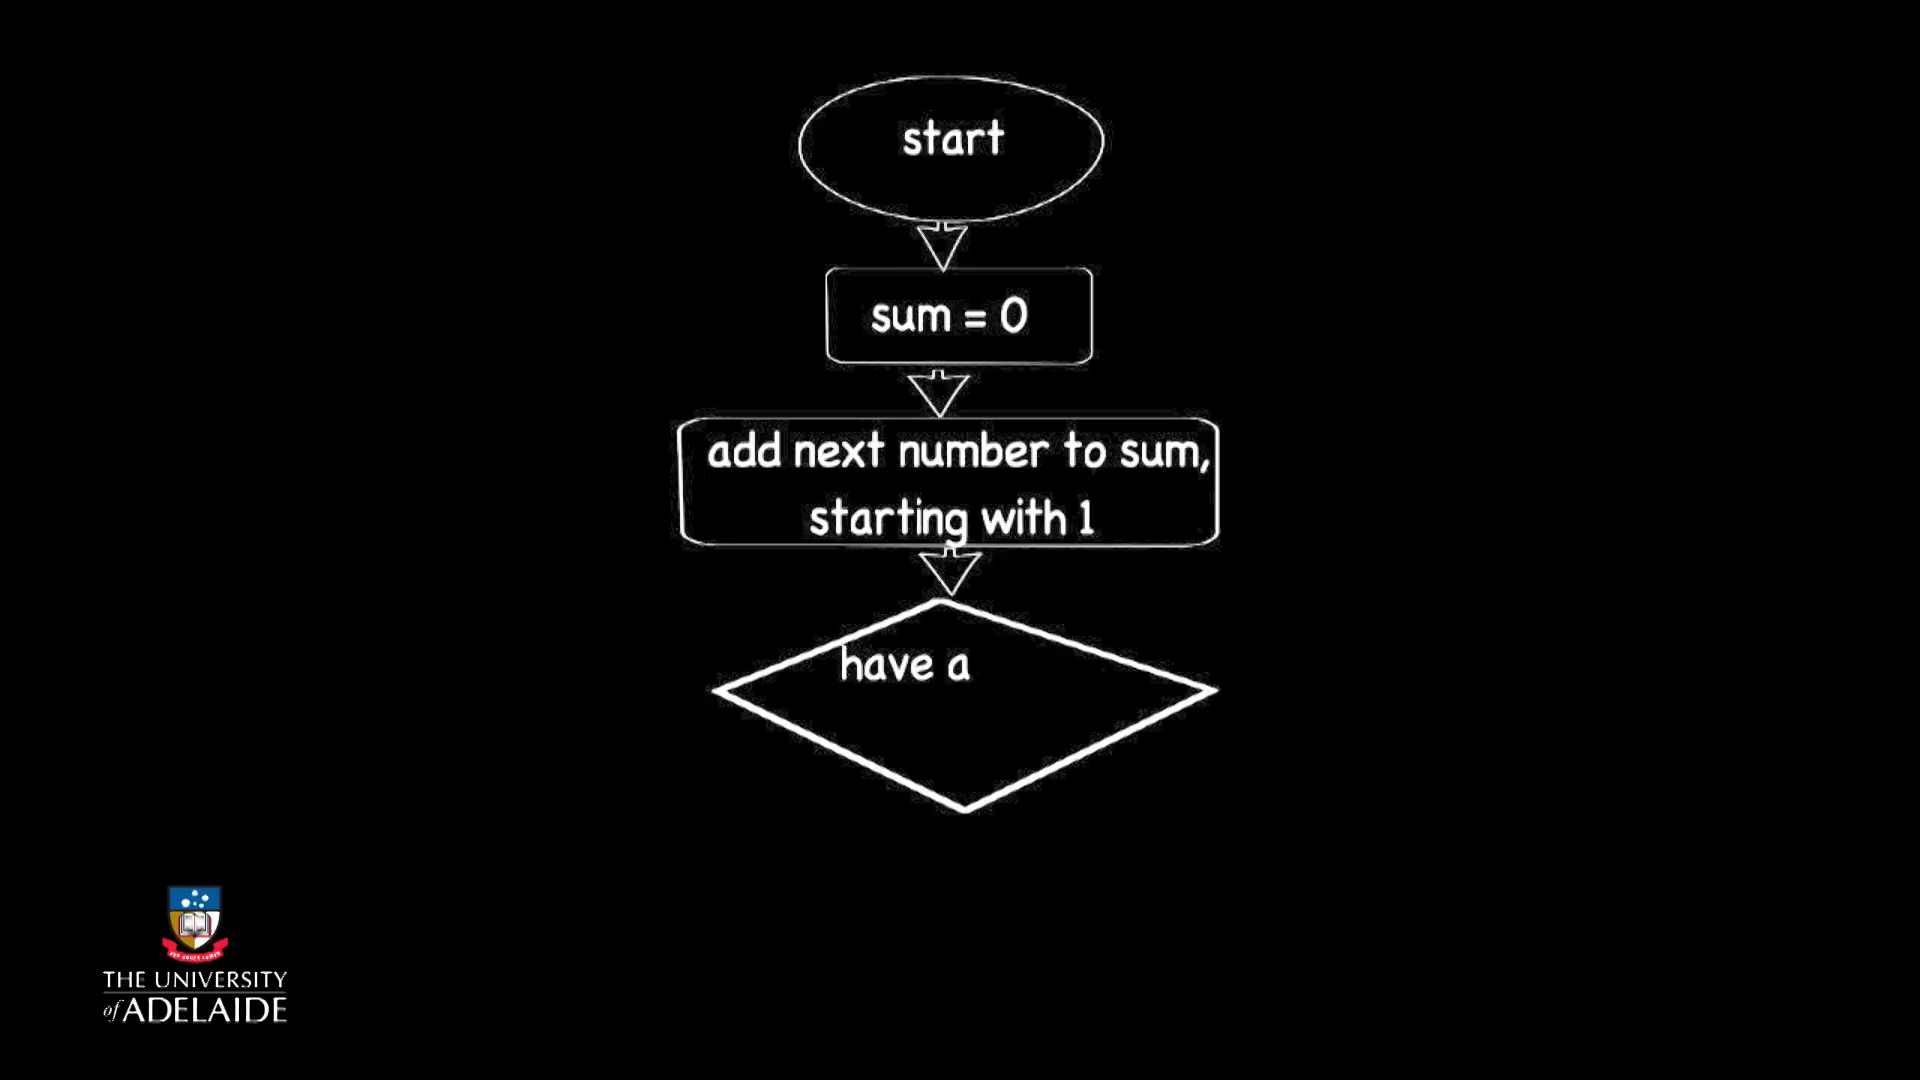 start
sum = 0
add next number to sum,
starting with 1
have a
THE UNIVERSITY
of ADELAIDE